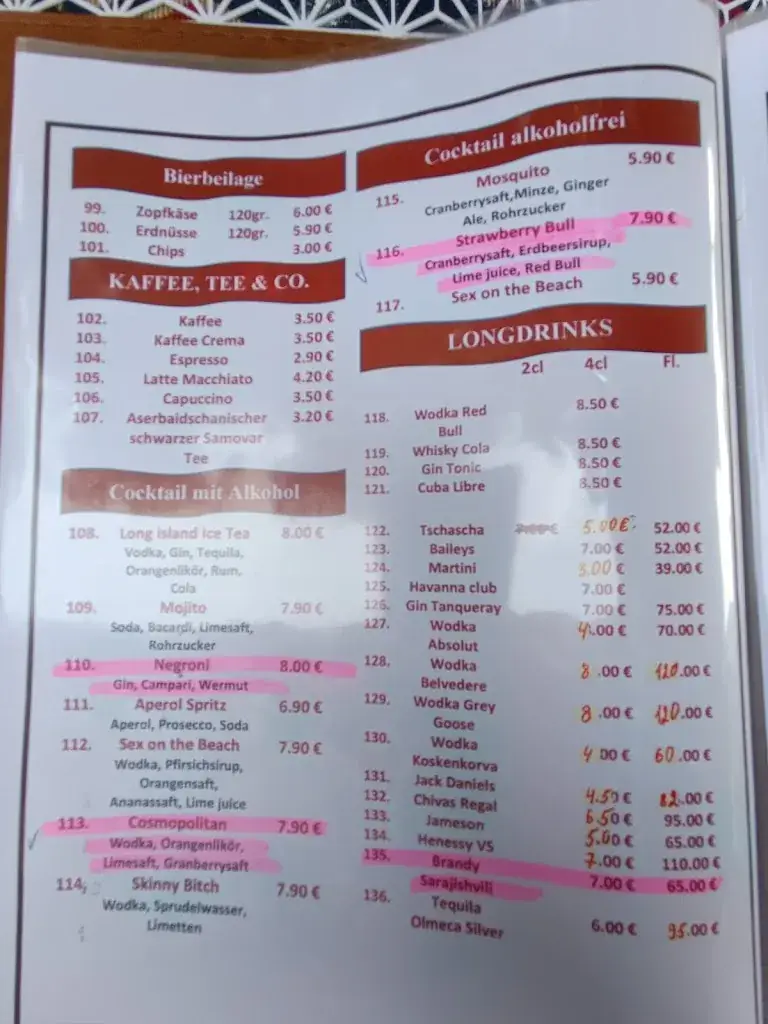 Bierbeilage
99. Zopfkäse 120gr. 6.00 €
100. Erdnüsse 120gr. 5.90 €
101. Chips 3.00 €
KAFFEE, TEE & CO.
102. Kaffee 3.50 €
103. Kaffee Crema 3.50 €
104. Espresso 2.90 €
105. Latte Macchiato 4.20 €
106. Capuccino 3.50 €
107. Aserbaidschanischer 3.20 €
schwarzer Samovar
Tee
Cocktail mit Alkohol
108. Long island Ice Tea 8.00 €
Vodka, Gin, Tequila,
Orangenlikör, Rum,
Cola
109. Mojito 7.90 €
Soda, Bacardi, Limesaft,
Rohrzucker
110. Negroni 8.00 €
Gin, Campari, Wermut
111. Aperol Spritz 6.90 €
Aperol, Prosecco, Soda
112. Sex on the Beach 7.90 €
Wodka, Pfirsichsirup,
Orangensaft,
Ananassaft, Lime juice
113. Cosmopolitan 7.90 €
Wodka, Orangenlikör,
Limesaft, Granberrysaft
114. Skinny Bitch 7.90 €
Wodka, Sprudelwasser,
Limetten
Cocktail alkoholfrei
115. Mosquito 5.90 €
Cranberrysaft,Minze, Ginger
Ale, Rohrzucker
116. Strawberry Bull 7.90 €
Cranberrysaft, Erdbeersirup,
Lime juice, Red Bull
117. Sex on the Beach 5.90 €
LONGDRINKS
2cl 4cl Fl.
118. Wodka Red 8.50 €
Bull
119. Whisky Cola 8.50 €
120. Gin Tonic 8.50 €
121. Cuba Libre 8.50 €
122. Tschascha 5.00€ 52.00 €
123. Baileys 7.00 € 52.00 €
124. Martini 5.00 € 39.00 €
125. Havanna club 7.00 €
126. Gin Tanqueray 7.00 € 75.00 €
127. Wodka 4.00 € 70.00 €
Absolut
128. Wodka 8.00 € 120.00 €
Belvedere
129. Wodka Grey 8.00 € 120.00 €
Goose
130. Wodka 4.00 € 60.00 €
Koskenkorva
131. Jack Daniels 4.50 € 82.00 €
132. Chivas Regal 6.50 € 95.00 €
133. Jameson 5.00 € 65.00 €
134. Henessy VS 7.00 € 110.00 €
135. Brandy 7.00 € 65.00 €
Sarajishvili
136. Tequila 6.00 € 95.00 €
Olmeca Silver